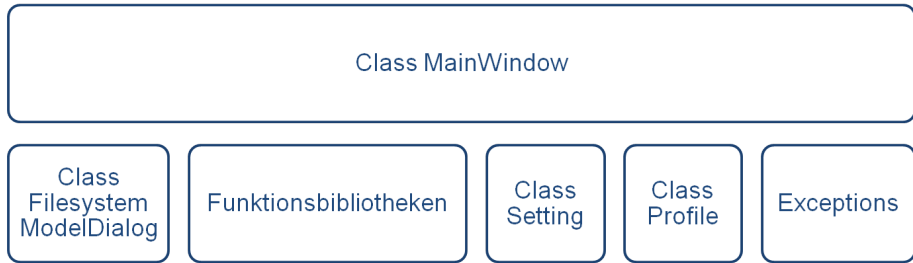 Class MainWindow
Class
Filesystem
ModelDialog
Funktionsbibliotheken
Class
Setting
Class
Profile
Exceptions